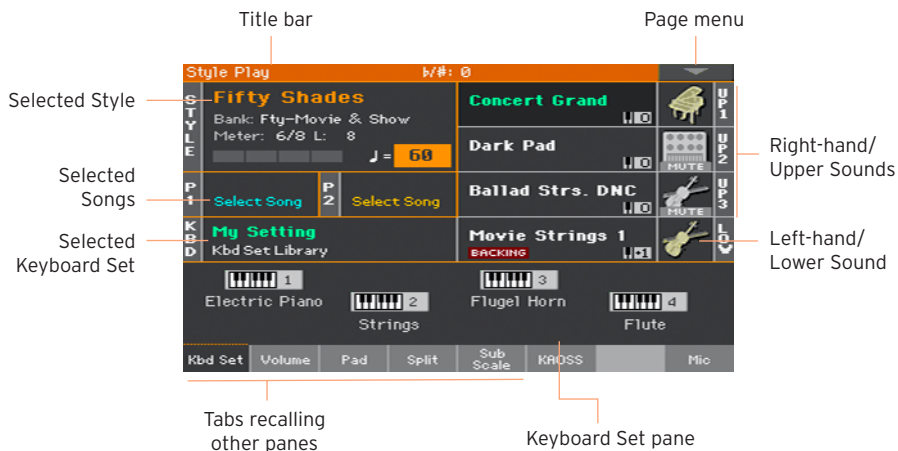 Title bar
Page menu
Style Play
♭/#: 0
Selected Style
STYLE
Fifty Shades
Bank: Fty-Movie & Show
Meter: 6/8 L: 8
♩ = 60
Concert Grand
0
UP1
Dark Pad
0
MUTE
UP2
Right-hand/
Upper Sounds
Selected
Songs
P1
Select Song
P2
Select Song
Ballad Strs. DNC
0
MUTE
UP3
Selected
Keyboard Set
KBD
My Setting
Kbd Set Library
Movie Strings 1
BACKING
+1
LOW
Left-hand/
Lower Sound
1
Electric Piano
2
Strings
3
Flugel Horn
4
Flute
Kbd Set
Volume
Pad
Split
Sub
Scale
KAOSS
Mic
Tabs recalling
other panes
Keyboard Set pane